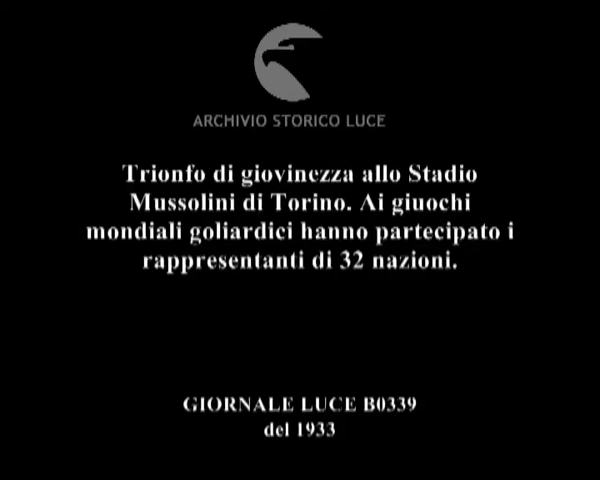 ARCHIVIO STORICO LUCE
Trionfo di giovinezza allo Stadio
Mussolini di Torino. Ai giuochi
mondiali goliardici hanno partecipato i
rappresentanti di 32 nazioni.
GIORNALE LUCE B0339
del 1933